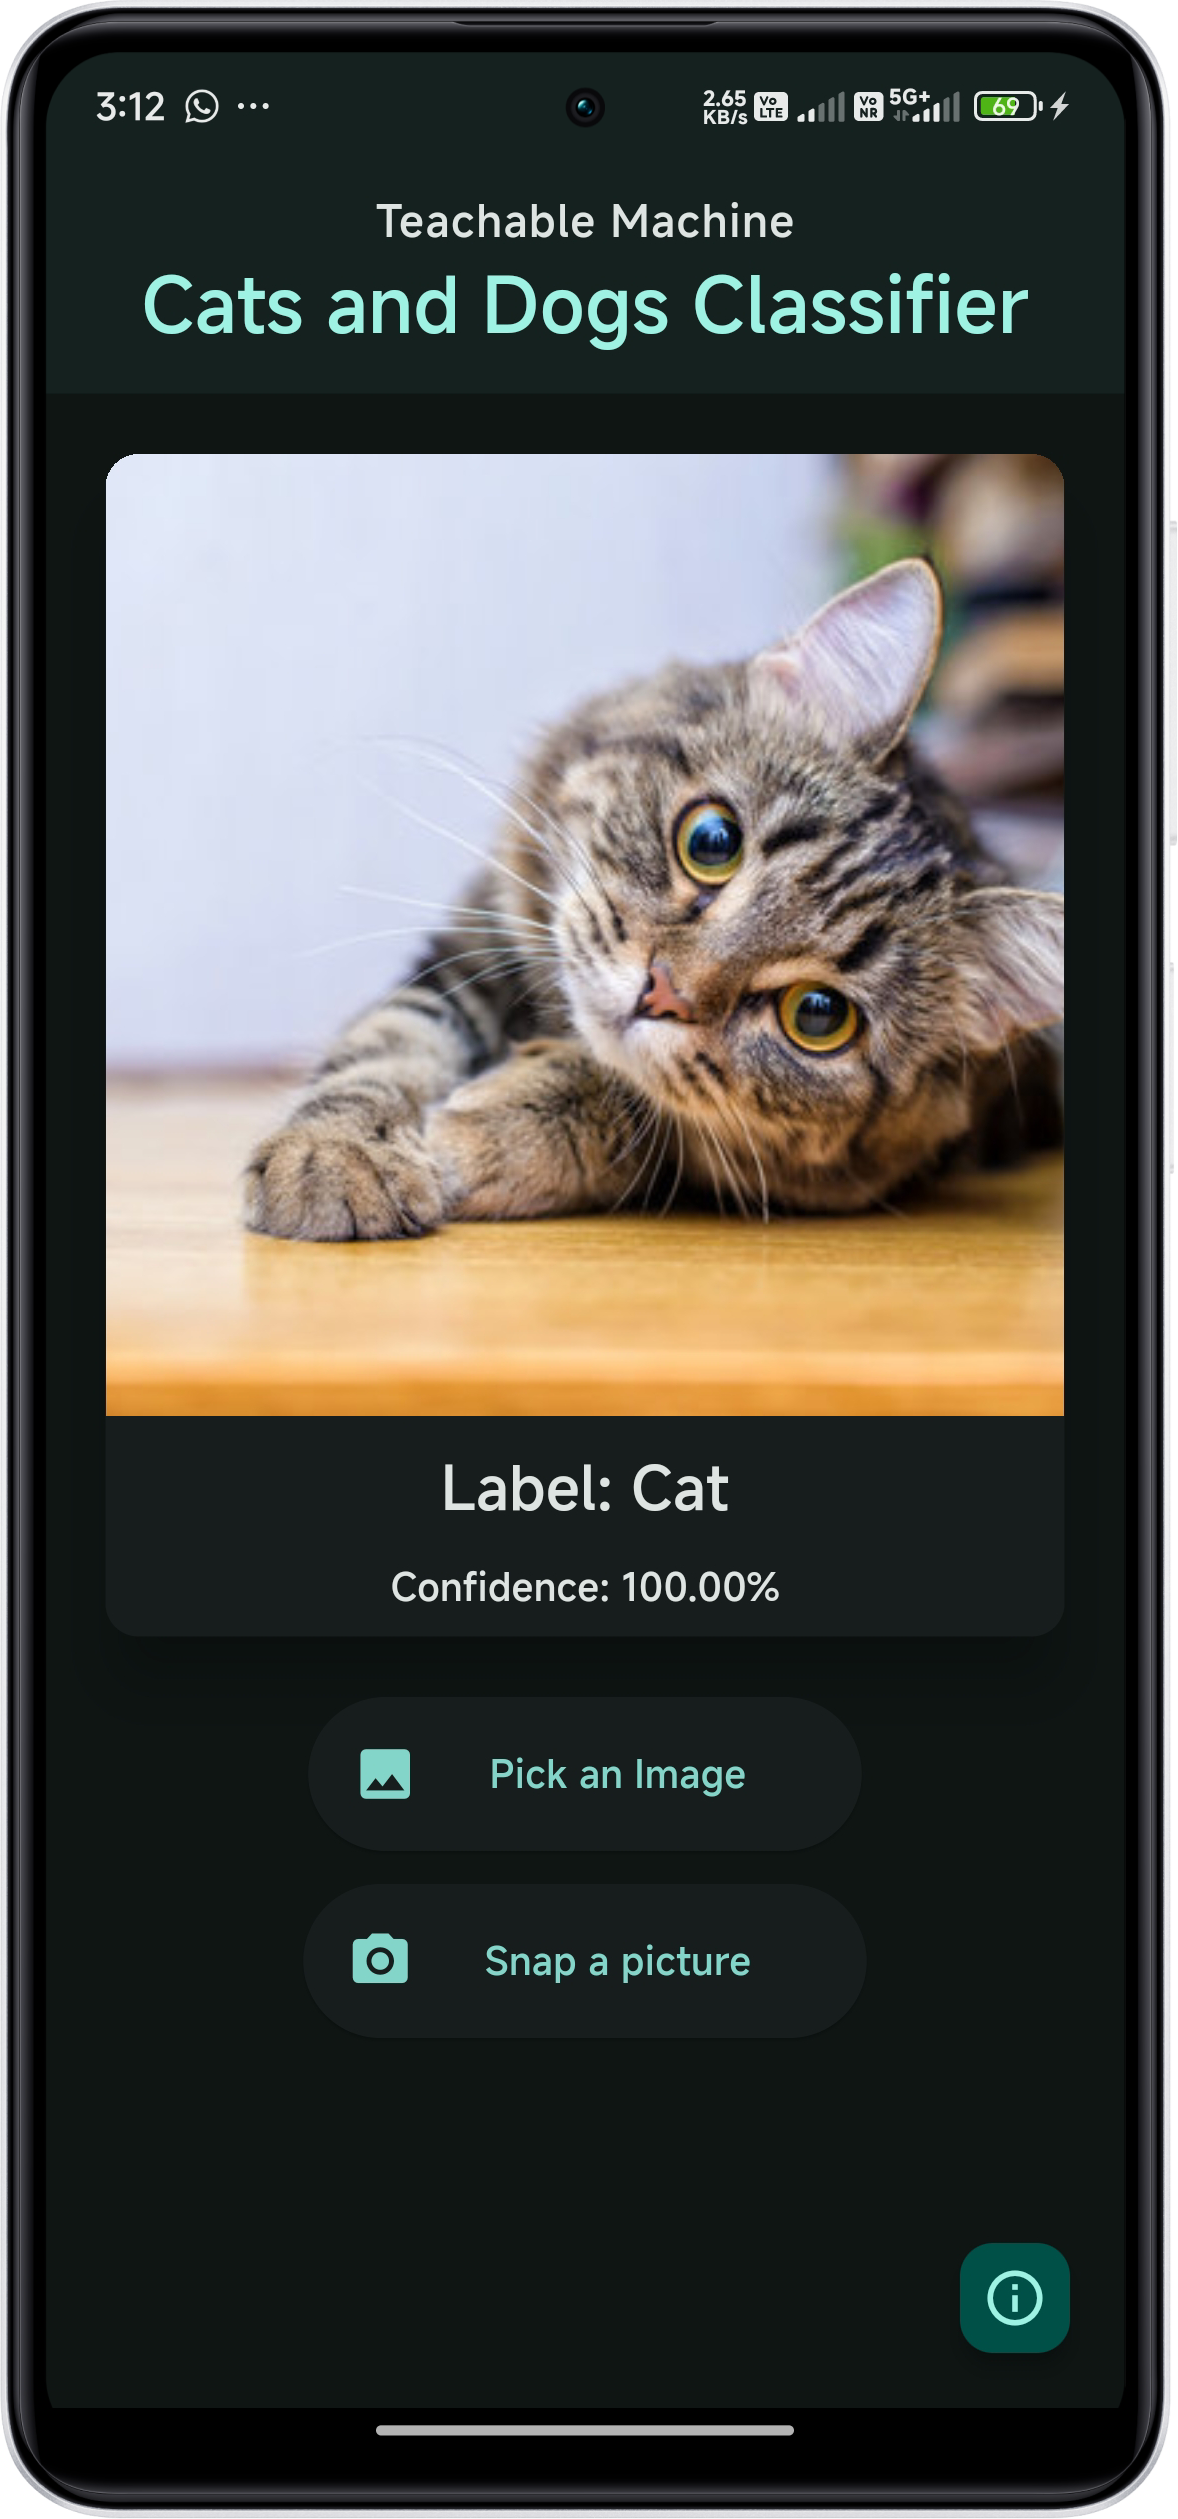 3:12 ... 2.65 KB/s Vo LTE Vo NR 5G+ 69
Teachable Machine
Cats and Dogs Classifier
Label: Cat
Confidence: 100.00%
Pick an Image
Snap a picture